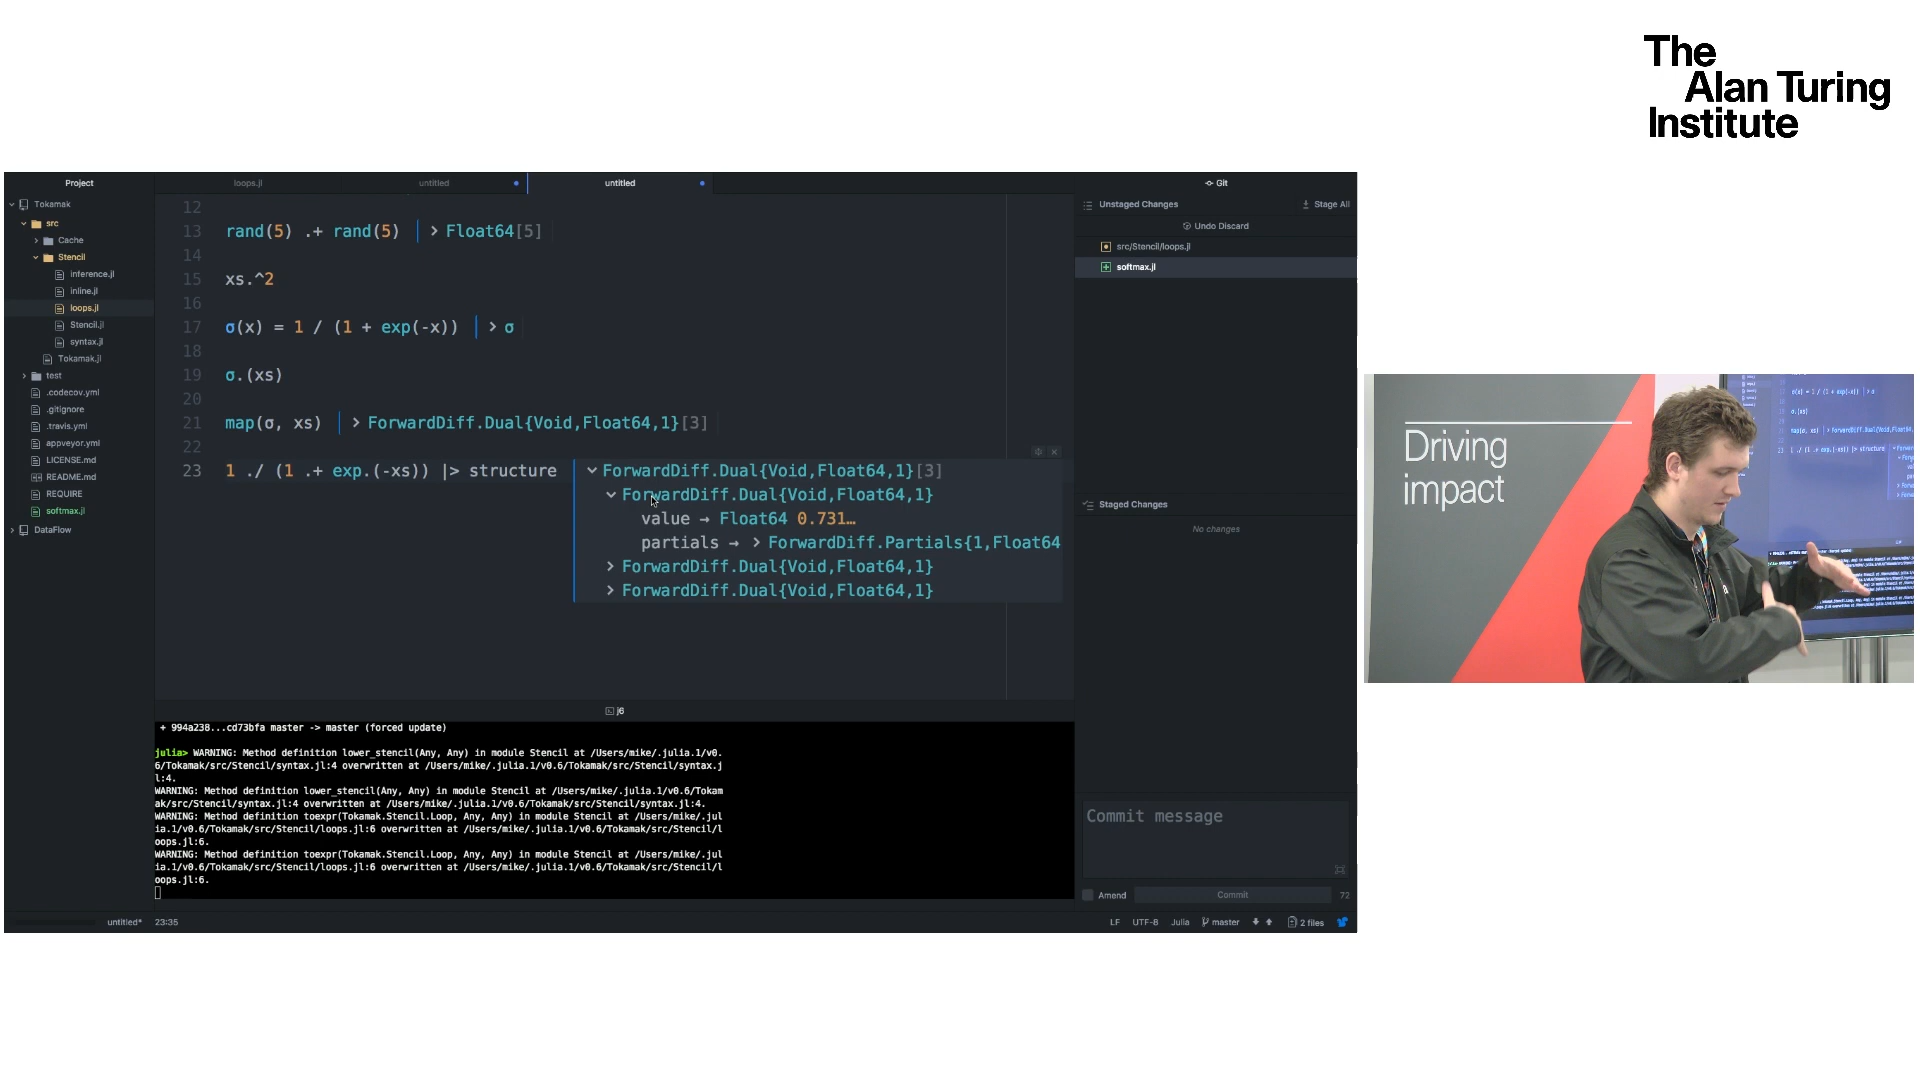 The
Alan Turing
Institute
Project
Tokamak
src
Cache
Stencil
inference.jl
inline.jl
loops.jl
Stencil.jl
syntax.jl
Tokamak.jl
test
.codecov.yml
.gitignore
.travis.yml
appveyor.yml
LICENSE.md
README.md
REQUIRE
softmax.jl
DataFlow
loops.jl
untitled
untitled
12
13 rand(5) .+ rand(5) > Float64[5]
14
15 xs.^2
16
17 σ(x) = 1 / (1 + exp(-x)) > σ
18
19 σ.(xs)
20
21 map(σ, xs) > ForwardDiff.Dual{Void,Float64,1}[3]
22
23 1 ./ (1 .+ exp.(-xs)) |> structure
ForwardDiff.Dual{Void,Float64,1}[3]
ForwardDiff.Dual{Void,Float64,1}
value → Float64 0.731…
partials → > ForwardDiff.Partials{1,Float64
> ForwardDiff.Dual{Void,Float64,1}
> ForwardDiff.Dual{Void,Float64,1}
j6
+ 994a238...cd73bfa master -> master (forced update)
julia> WARNING: Method definition lower_stencil(Any, Any) in module Stencil at /Users/mike/.julia.1/v0.
6/Tokamak/src/Stencil/syntax.jl:4 overwritten at /Users/mike/.julia.1/v0.6/Tokamak/src/Stencil/syntax.j
l:4.
WARNING: Method definition lower_stencil(Any, Any) in module Stencil at /Users/mike/.julia.1/v0.6/Tokam
ak/src/Stencil/syntax.jl:4 overwritten at /Users/mike/.julia.1/v0.6/Tokamak/src/Stencil/syntax.jl:4.
WARNING: Method definition toexpr(Tokamak.Stencil.Loop, Any, Any) in module Stencil at /Users/mike/.jul
ia.1/v0.6/Tokamak/src/Stencil/loops.jl:6 overwritten at /Users/mike/.julia.1/v0.6/Tokamak/src/Stencil/l
oops.jl:6.
WARNING: Method definition toexpr(Tokamak.Stencil.Loop, Any, Any) in module Stencil at /Users/mike/.jul
ia.1/v0.6/Tokamak/src/Stencil/loops.jl:6 overwritten at /Users/mike/.julia.1/v0.6/Tokamak/src/Stencil/l
oops.jl:6.
untitled* 23:35
Git
Unstaged Changes Stage All
Undo Discard
src/Stencil/loops.jl
softmax.jl
Staged Changes
No changes
Commit message
Amend Commit 72
LF UTF-8 Julia master 2 files
Driving
impact